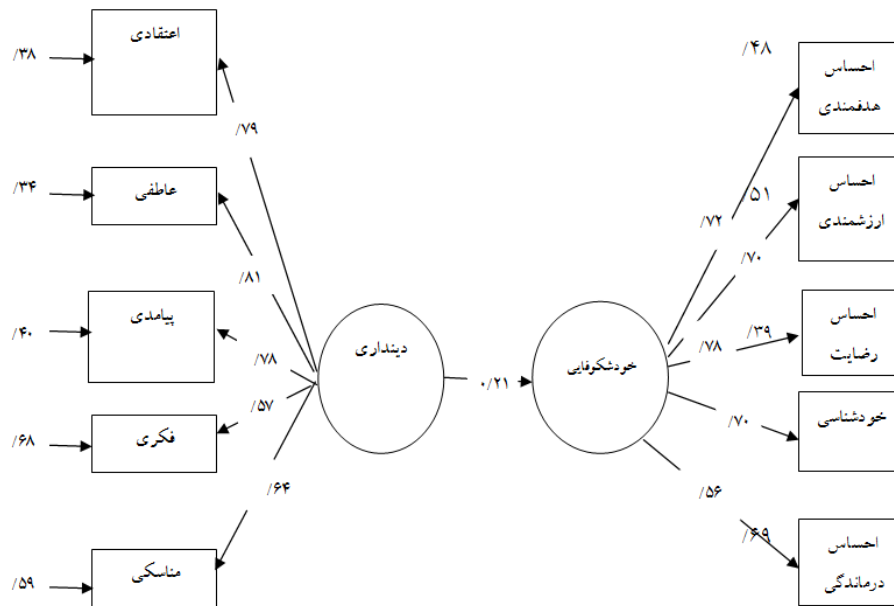 اعتقادی
/۳۸
/۷۹
عاطفی
/۳۴
/۸۱
پیامدی
/۴۰
/۷۸
فکری
/۶۸
/۵۷
مناسکی
/۵۹
/۶۴
دینداری
۰/۲۱
خودشکوفایی
احساس
هدفمندی
/۴۸
/۷۲
احساس
ارزشمندی
/۵۱
/۷۰
احساس
رضایت
/۳۹
/۷۸
خودشناسی
/۷۰
احساس
درماندگی
/۶۹
/۵۶